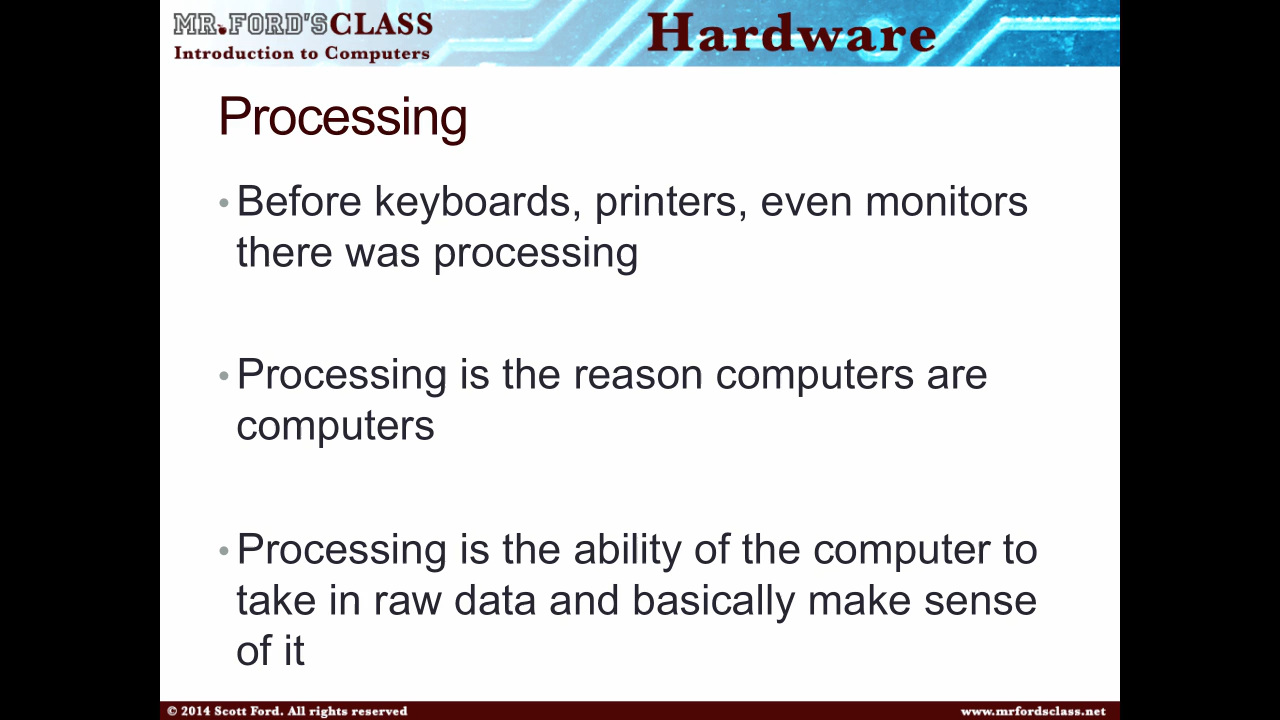 MR.FORD'SCLASS
Introduction to Computers
Hardware
Processing
• Before keyboards, printers, even monitors
there was processing
• Processing is the reason computers are
computers
• Processing is the ability of the computer to
take in raw data and basically make sense
of it
© 2014 Scott Ford. All rights reserved
www.mrfordsclass.net